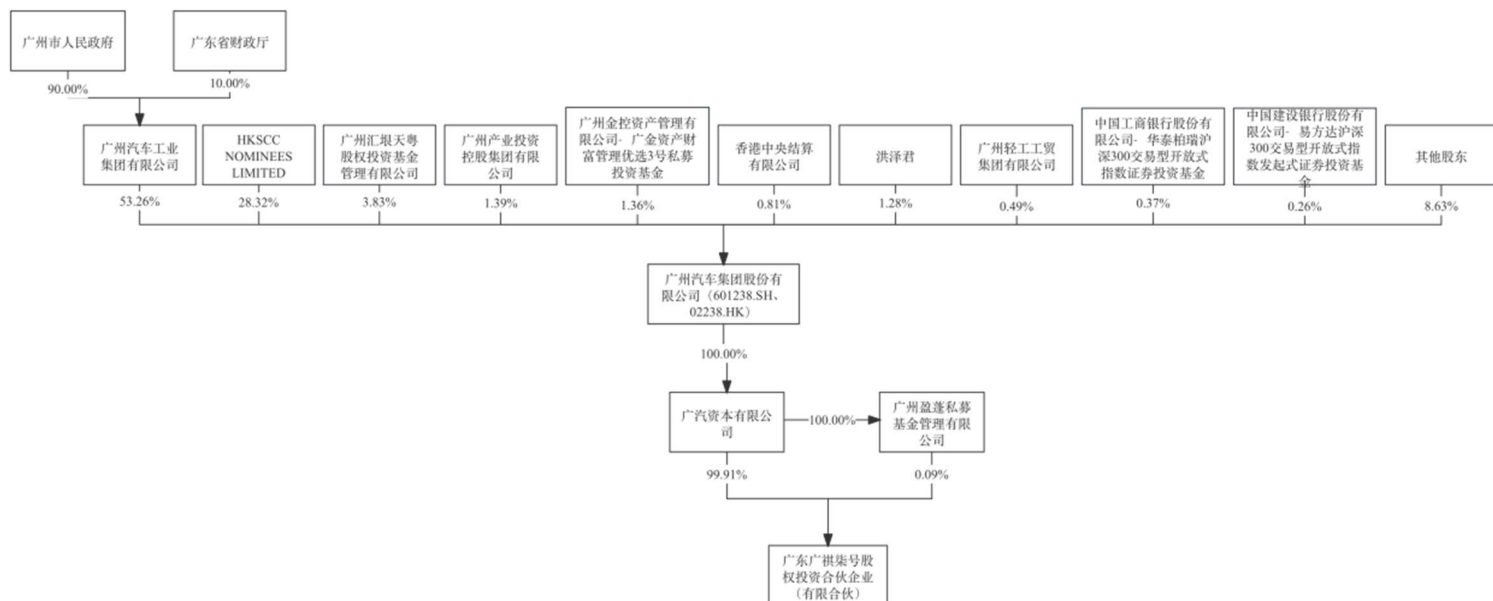 广州市人民政府
广东省财政厅
90.00%
10.00%
广州汽车工业
集团有限公司
HKSCC
NOMINEES
LIMITED
广州汇垠天粤
股权投资基金
管理有限公司
广州产业投资
控股集团有限
公司
广州金控资产管理有
限公司- 广金资产财
富管理优选3号私募
投资基金
香港中央结算
有限公司
洪泽君
广州轻工工贸
集团有限公司
中国工商银行股份有
限公司- 华泰柏瑞沪
深300交易型开放式
指数证券投资基金
中国建设银行股份有
限公司- 易方达沪深
300交易型开放式指
数发起式证券投资基
金
其他股东
53.26%
28.32%
3.83%
1.39%
1.36%
0.81%
1.28%
0.49%
0.37%
0.26%
8.63%
广州汽车集团股份有
限公司（601238.SH、
02238.HK）
100.00%
广汽资本有限公
司
100.00%
广州盈蓬私募
基金管理有限
公司
99.91%
0.09%
广东广祺柒号股
权投资合伙企业
（有限合伙）